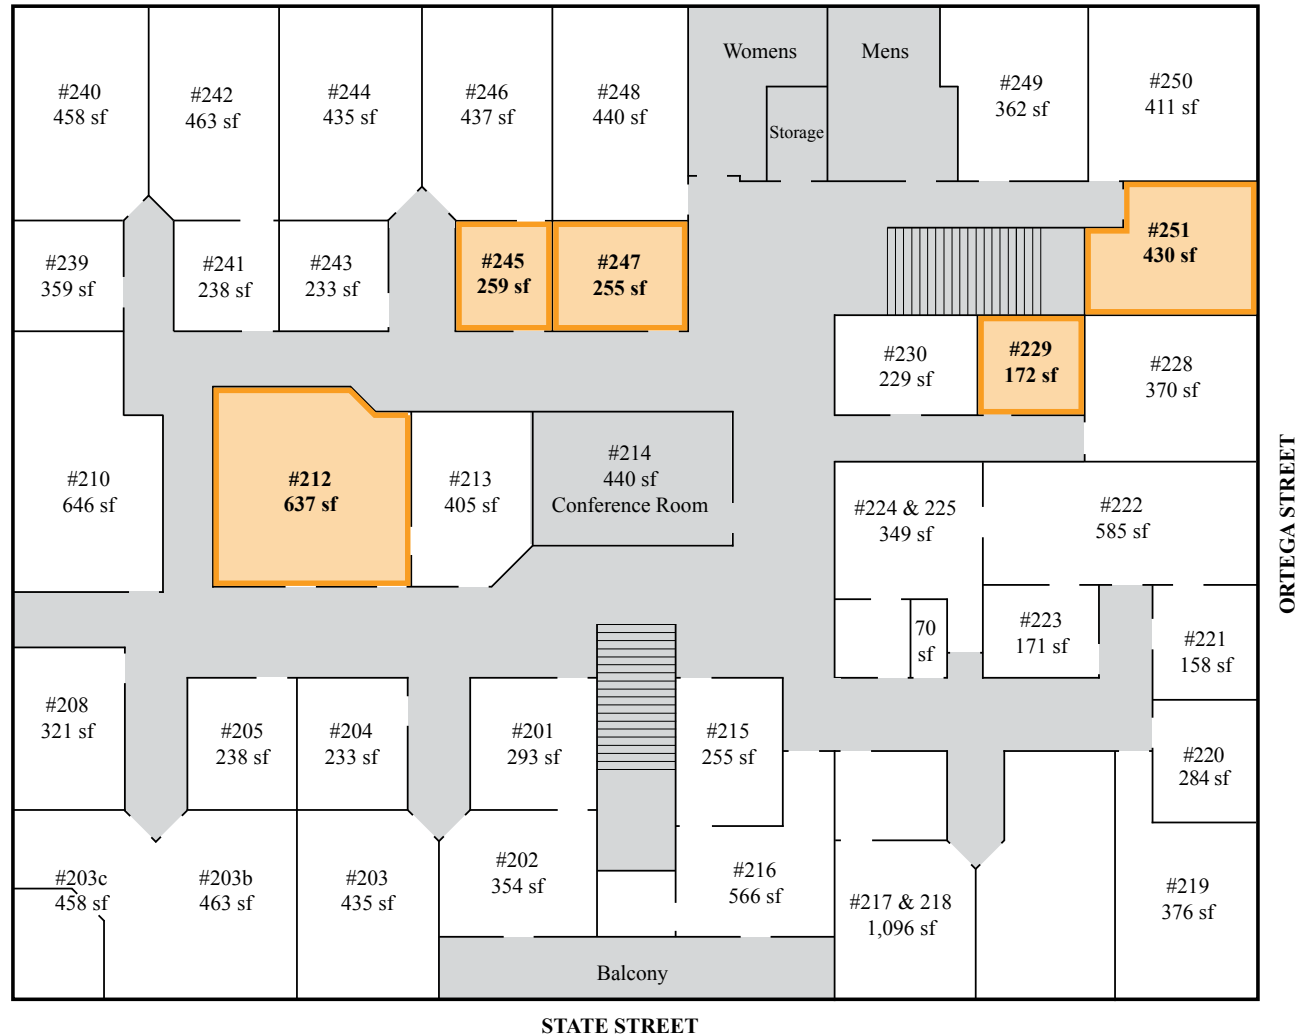 #240
458 sf
#242
463 sf
#244
435 sf
#246
437 sf
#248
440 sf
Womens
Storage
Mens
#249
362 sf
#250
411 sf
#239
359 sf
#241
238 sf
#243
233 sf
#245
259 sf
#247
255 sf
#251
430 sf
#230
229 sf
#229
172 sf
#228
370 sf
#210
646 sf
#212
637 sf
#213
405 sf
#214
440 sf
Conference Room
#224 & 225
349 sf
#222
585 sf
ORTEGA STREET
70
sf
#223
171 sf
#221
158 sf
#208
321 sf
#205
238 sf
#204
233 sf
#201
293 sf
#215
255 sf
#220
284 sf
#203c
458 sf
#203b
463 sf
#203
435 sf
#202
354 sf
#216
566 sf
#217 & 218
1,096 sf
#219
376 sf
Balcony
STATE STREET